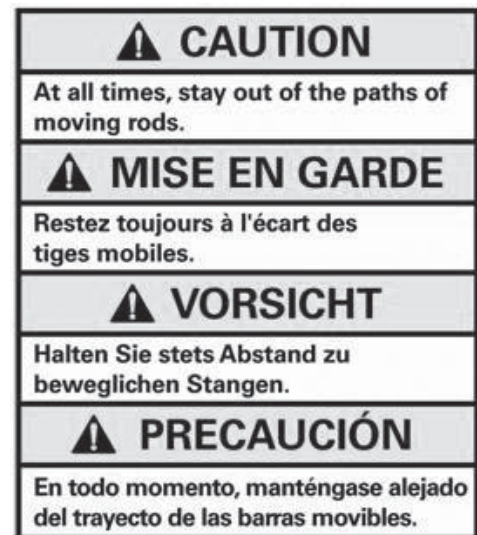 CAUTION
At all times, stay out of the paths of
moving rods.
MISE EN GARDE
Restez toujours à l'écart des
tiges mobiles.
VORSICHT
Halten Sie stets Abstand zu
beweglichen Stangen.
PRECAUCIÓN
En todo momento, manténgase alejado
del trayecto de las barras movibles.